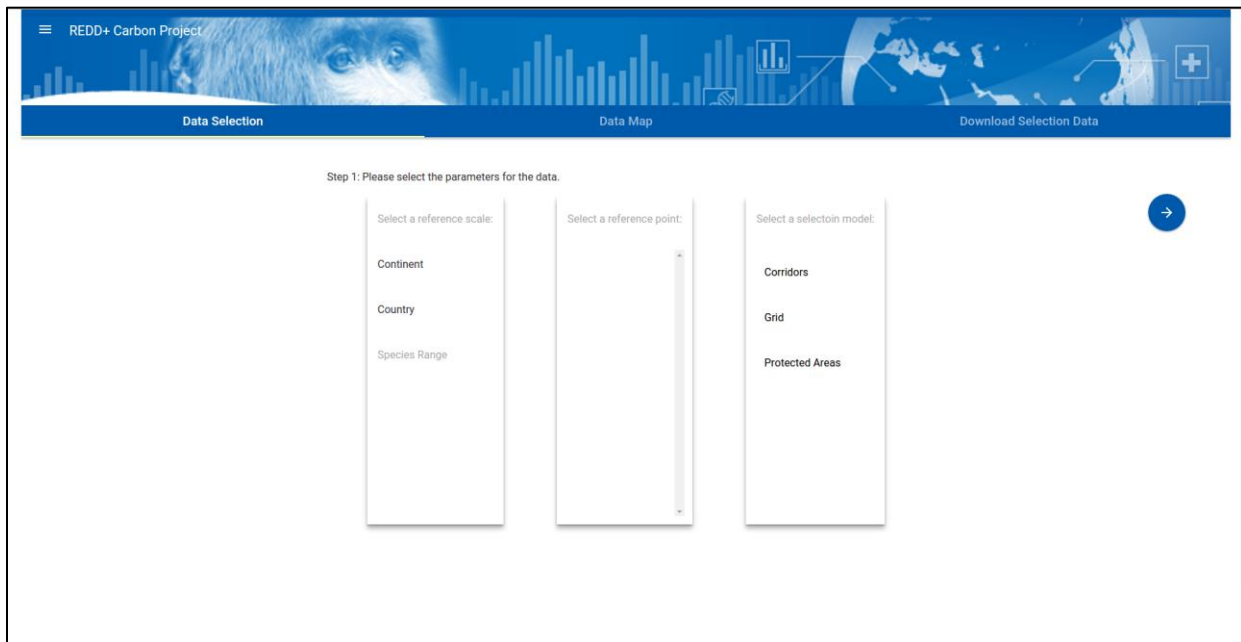 REDD+ Carbon Project
Data Selection
Data Map
Download Selection Data
Step 1: Please select the parameters for the data.
Select a reference scale:
Continent
Country
Species Range
Select a reference point:
Select a selectoin model:
Corridors
Grid
Protected Areas